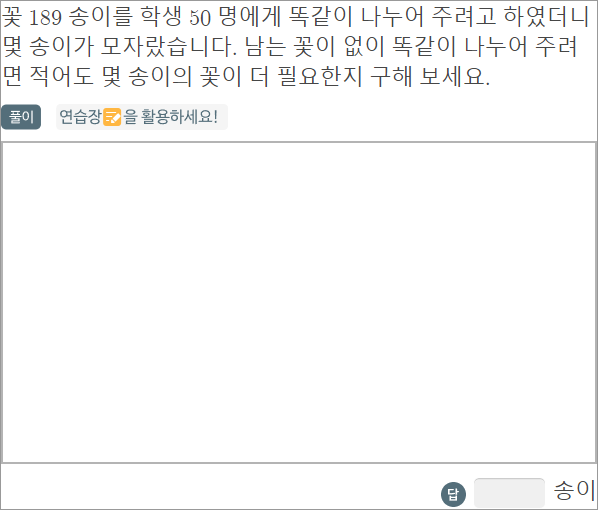 꽃 189 송이를 학생 50 명에게 똑같이 나누어 주려고 하였더니
몇 송이가 모자랐습니다. 남는 꽃이 없이 똑같이 나누어 주려
면 적어도 몇 송이의 꽃이 더 필요한지 구해 보세요.
풀이 연습장 을 활용하세요!
답 송이